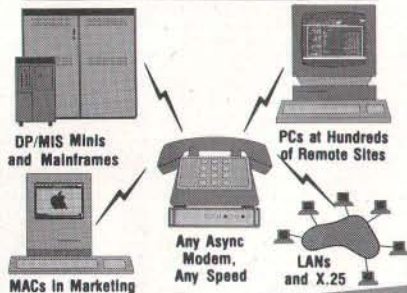 DP/MIS Minis
and Mainframes
PCs at Hundreds
of Remote Sites
Any Async
Modem,
Any Speed
MACs in Marketing
LANs
and X.25